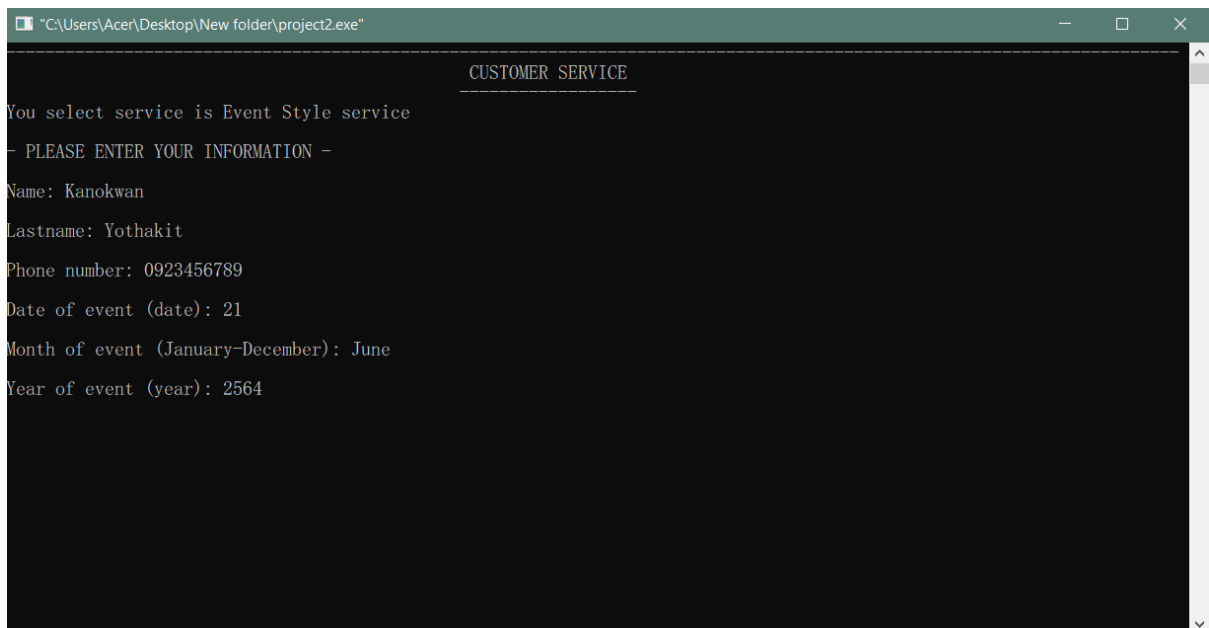 "C:\Users\Acer\Desktop\New folder\project2.exe"
CUSTOMER SERVICE
------------------
You select service is Event Style service
- PLEASE ENTER YOUR INFORMATION -
Name: Kanokwan
Lastname: Yothakit
Phone number: 0923456789
Date of event (date): 21
Month of event (January-December): June
Year of event (year): 2564